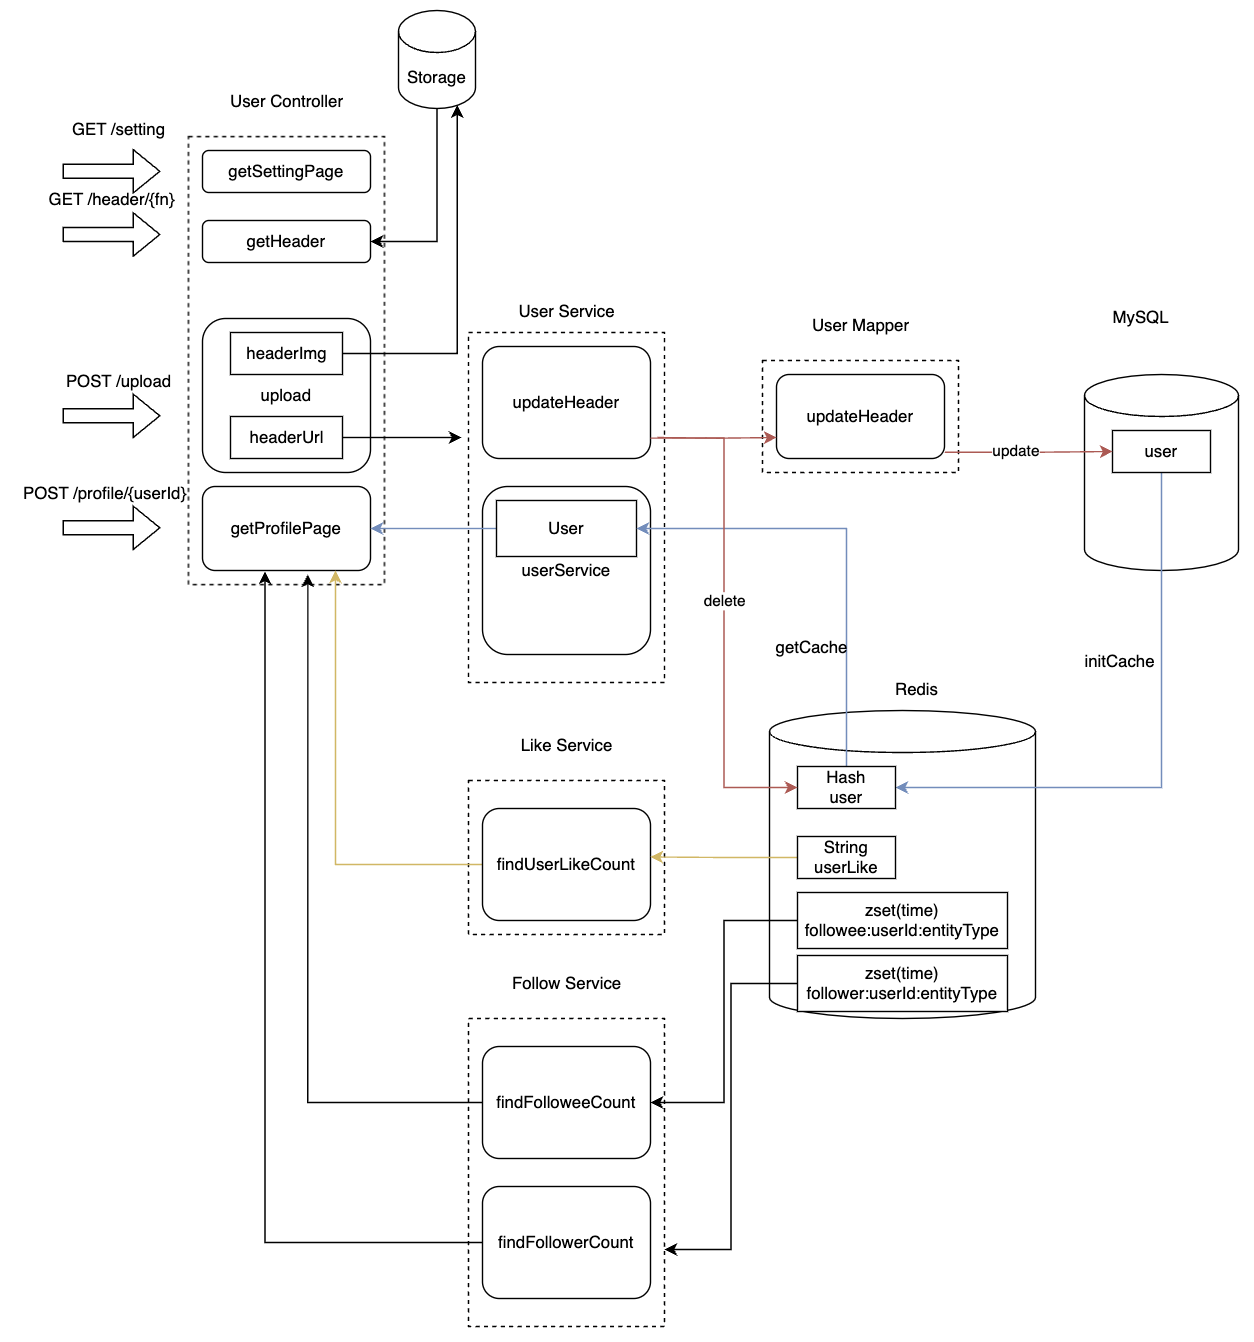 Storage
User Controller
GET /setting
getSettingPage
GET /header/{fn}
getHeader
headerImg
POST /upload
upload
headerUrl
POST /profile/{userId}
getProfilePage
User Service
updateHeader
User
userService
User Mapper
updateHeader
update
MySQL
user
delete
getCache
initCache
Redis
Hash
user
String
userLike
zset(time)
followee:userId:entityType
zset(time)
follower:userId:entityType
Like Service
findUserLikeCount
Follow Service
findFolloweeCount
findFollowerCount